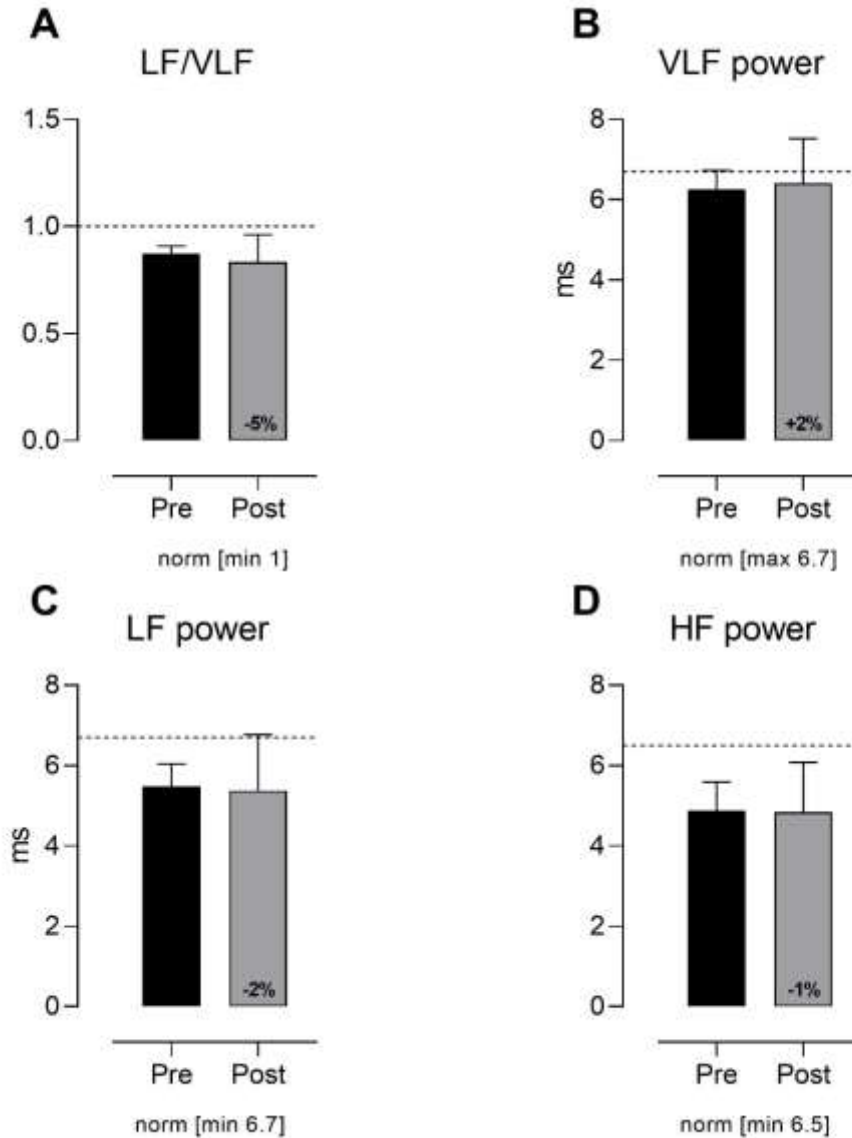 A
LF/VLF
1.5
1.0
0.5
0.0
-5%
Pre Post
norm [min 1]
B
VLF power
8
6
4
2
0
ms
+2%
Pre Post
norm [max 6.7]
C
LF power
8
6
4
2
0
ms
-2%
Pre Post
norm [min 6.7]
D
HF power
8
6
4
2
0
-1%
Pre Post
norm [min 6.5]